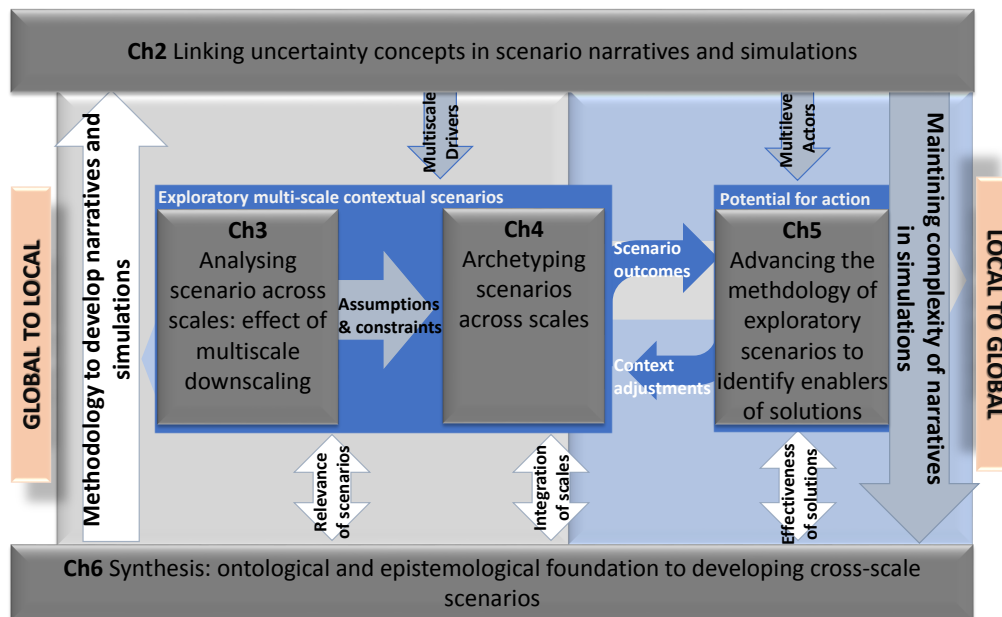 Ch2 Linking uncertainty concepts in scenario narratives and simulations
GLOBAL TO LOCAL
Methodology to develop narratives and
simulations
Multiscale
Drivers
Multilevel
Actors
Exploratory multi-scale contextual scenarios
Ch3
Analysing
scenario across
scales: effect of
multiscale
downscaling
Assumptions
& constraints
Ch4
Archetyping
scenarios
across scales
Scenario
outcomes
Context
adjustments
Potential for action
Ch5
Advancing the
methdology of
exploratory
scenarios to
identify enablers
of solutions
Maintining complexity of narratives
in simulations
LOCAL TO GLOBAL
Relevance
of scenarios
Integration
of scales
Effectiveness
of solutions
Ch6 Synthesis: ontological and epistemological foundation to developing cross-scale
scenarios